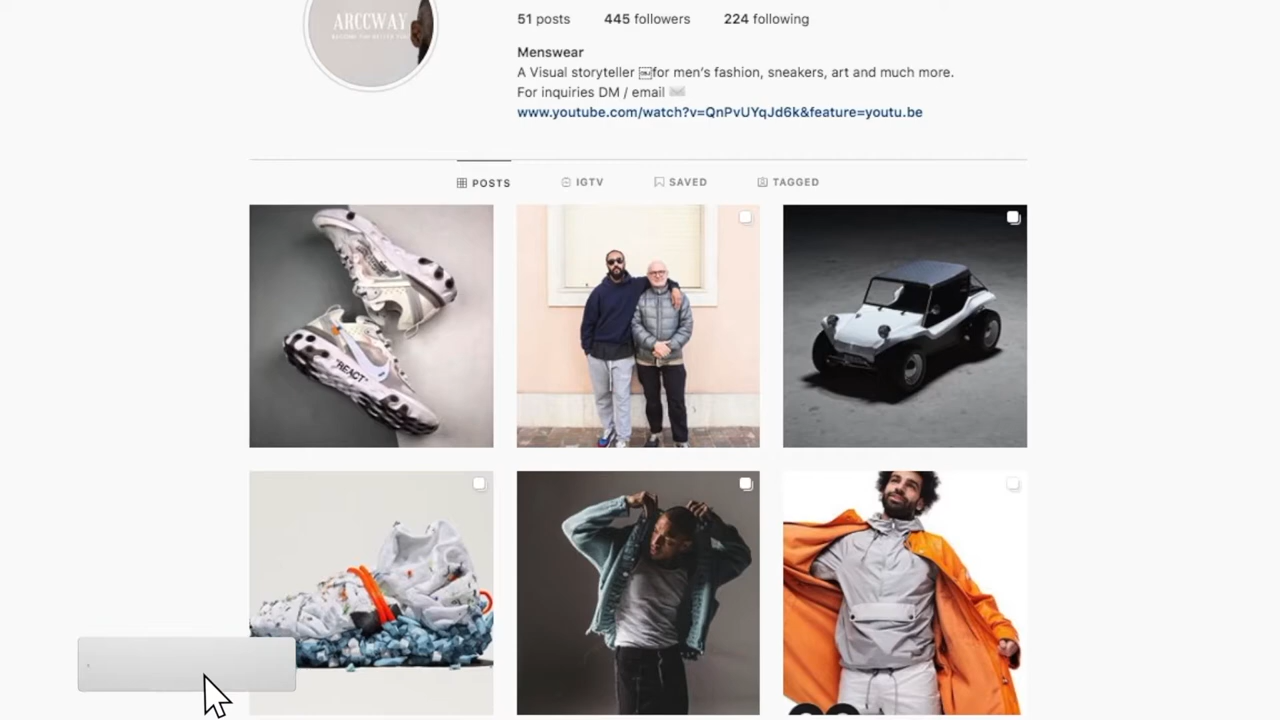 ARCCWAY
51 posts 445 followers 224 following
Menswear
A Visual storyteller for men's fashion, sneakers, art and much more.
For inquiries DM / email
www.youtube.com/watch?v=QnPvUYqJd6k&feature=youtu.be
POSTS IGTV SAVED TAGGED
"REACT"